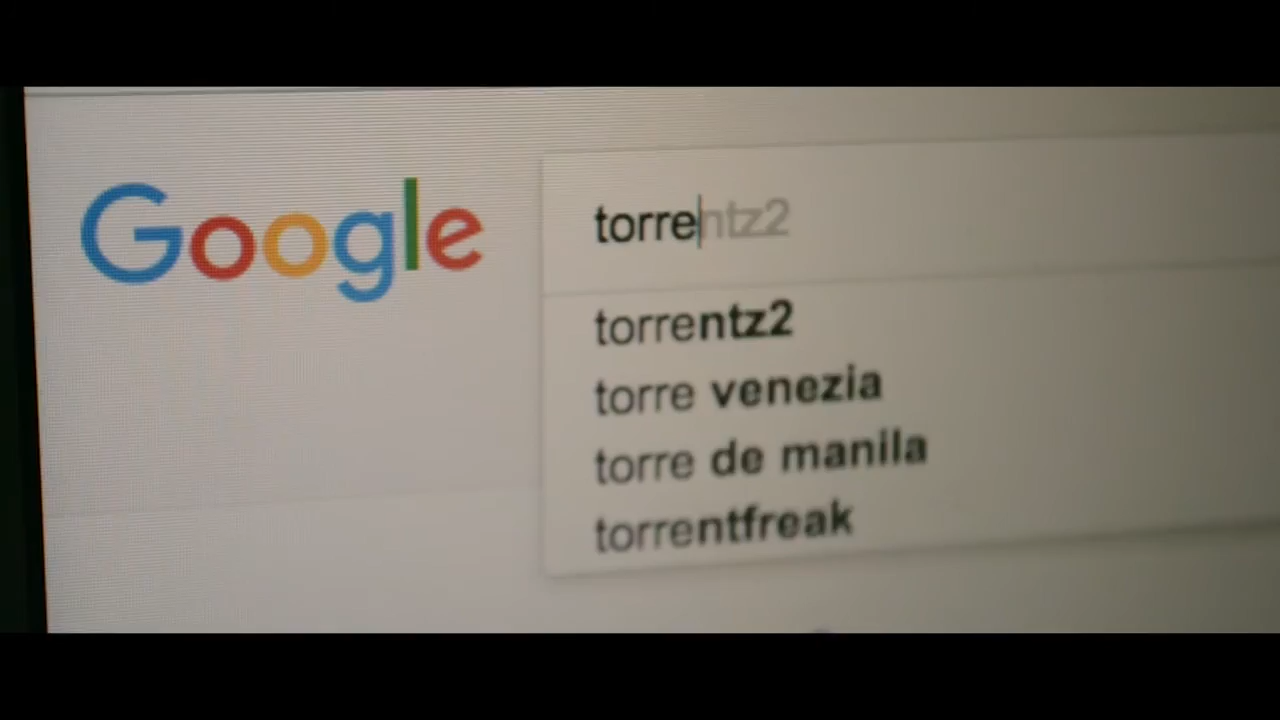 Google
torrentz2
torrentz2
torre venezia
torre de manila
torrentfreak